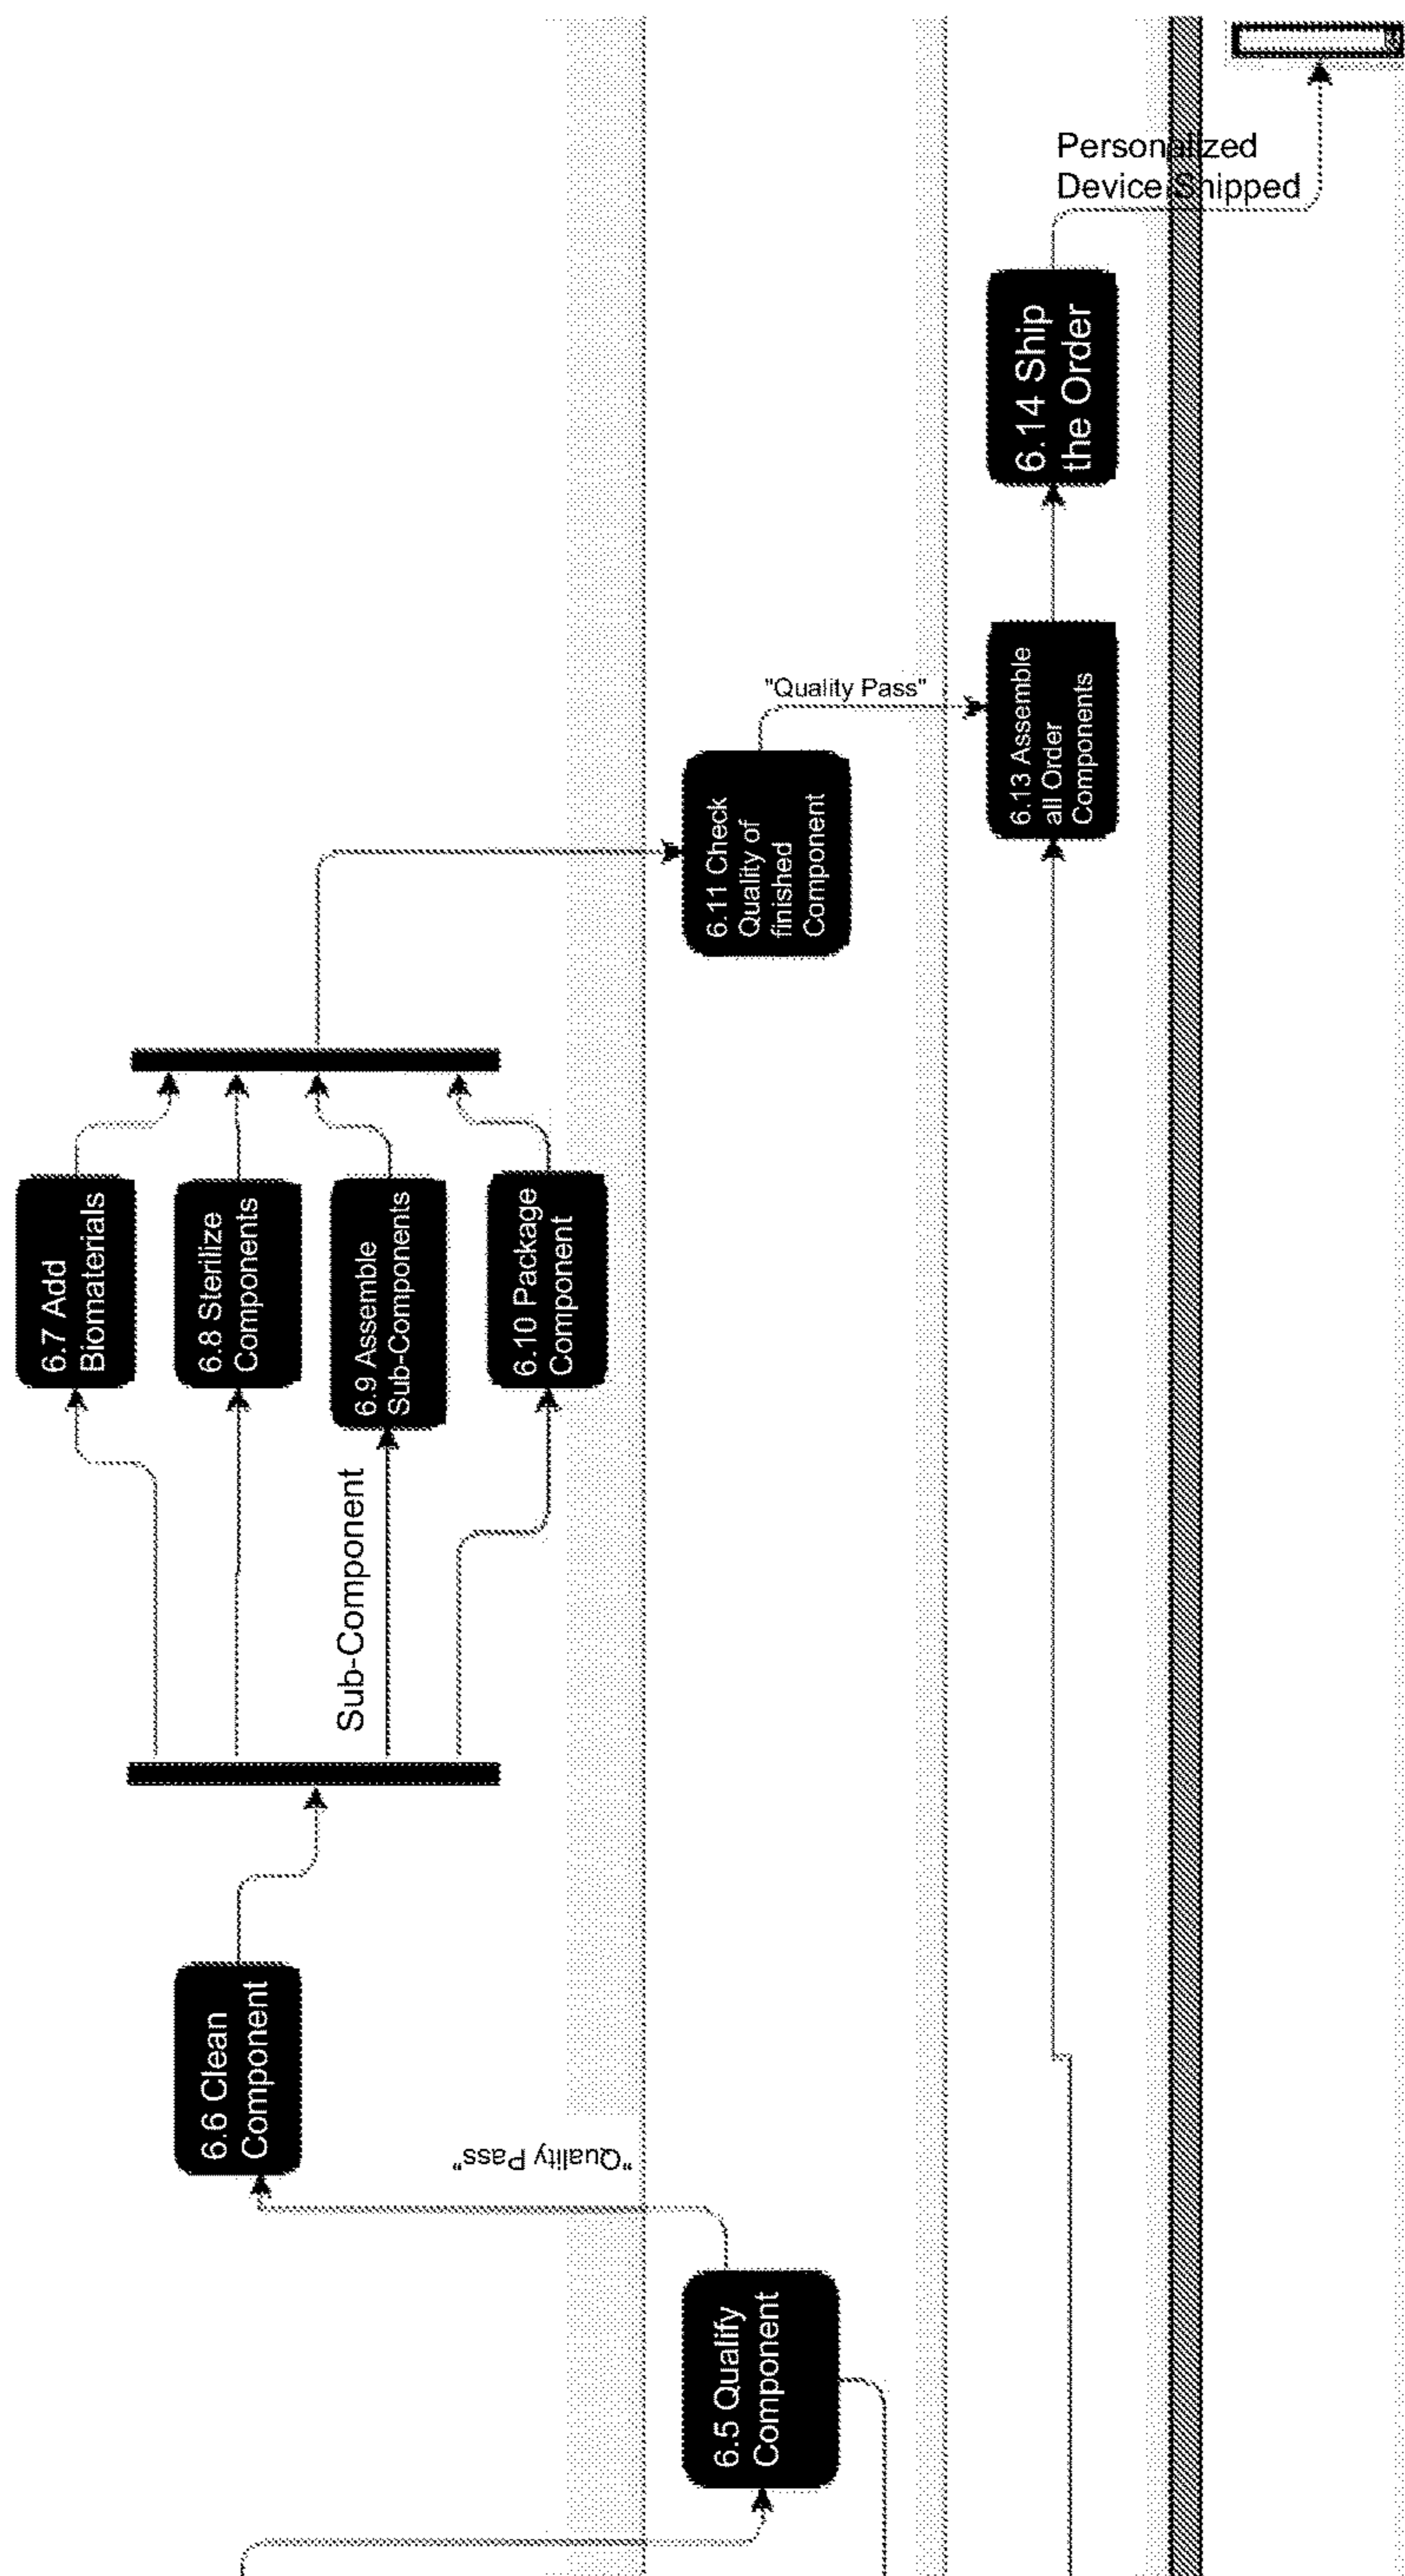 Personalized
Device Shipped
6.14 Ship
the Order
"Quality Pass"
6.13 Assemble
all Order
Components
6.11 Check
Quality of
finished
Component
6.7 Add
Biomaterials
6.8 Sterilize
Components
6.9 Assemble
Sub-Components
6.10 Package
Component
Sub-Component
6.6 Clean
Component
"Quality Pass"
6.5 Qualify
Component